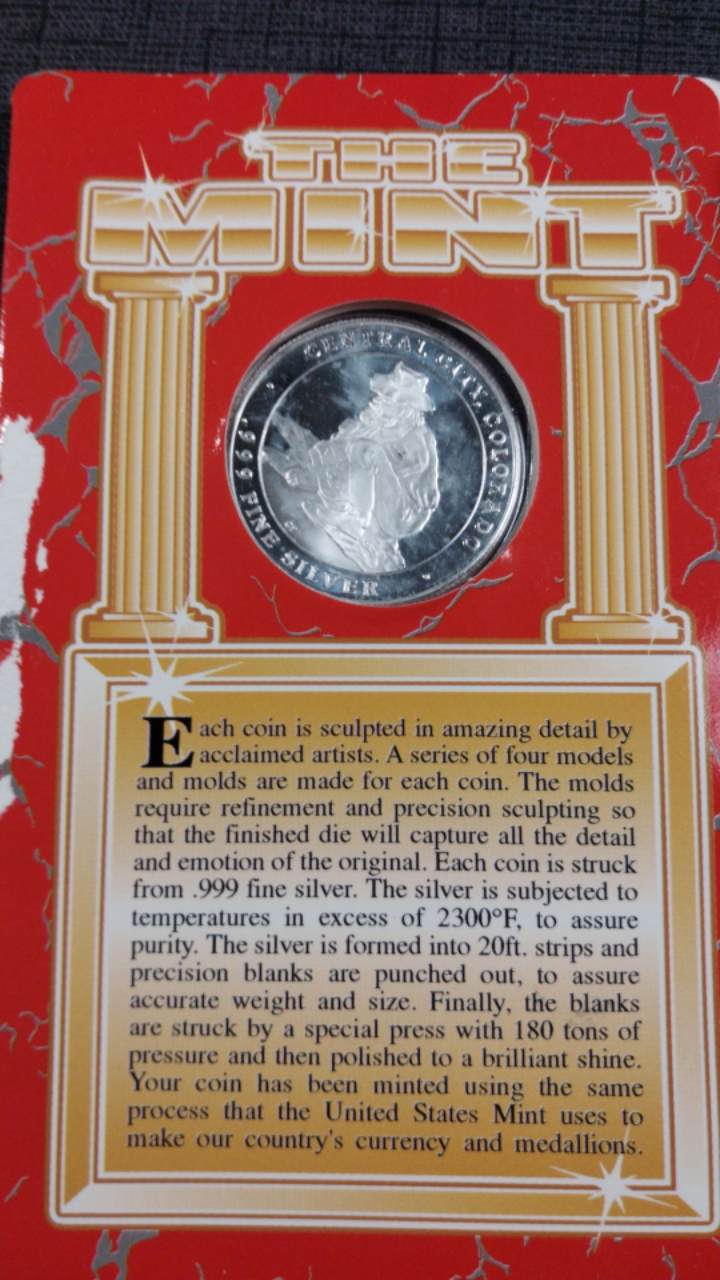 THE
MINT
CENTRAL CITY, COLORADO
.999 FINE SILVER
Each coin is sculpted in amazing detail by
acclaimed artists. A series of four models
and molds are made for each coin. The molds
require refinement and precision sculpting so
that the finished die will capture all the detail
and emotion of the original. Each coin is struck
from .999 fine silver. The silver is subjected to
temperatures in excess of 2300°F, to assure
purity. The silver is formed into 20ft. strips and
precision blanks are punched out, to assure
accurate weight and size. Finally, the blanks
are struck by a special press with 180 tons of
pressure and then polished to a brilliant shine.
Your coin has been minted using the same
process that the United States Mint uses to
make our country's currency and medallions.